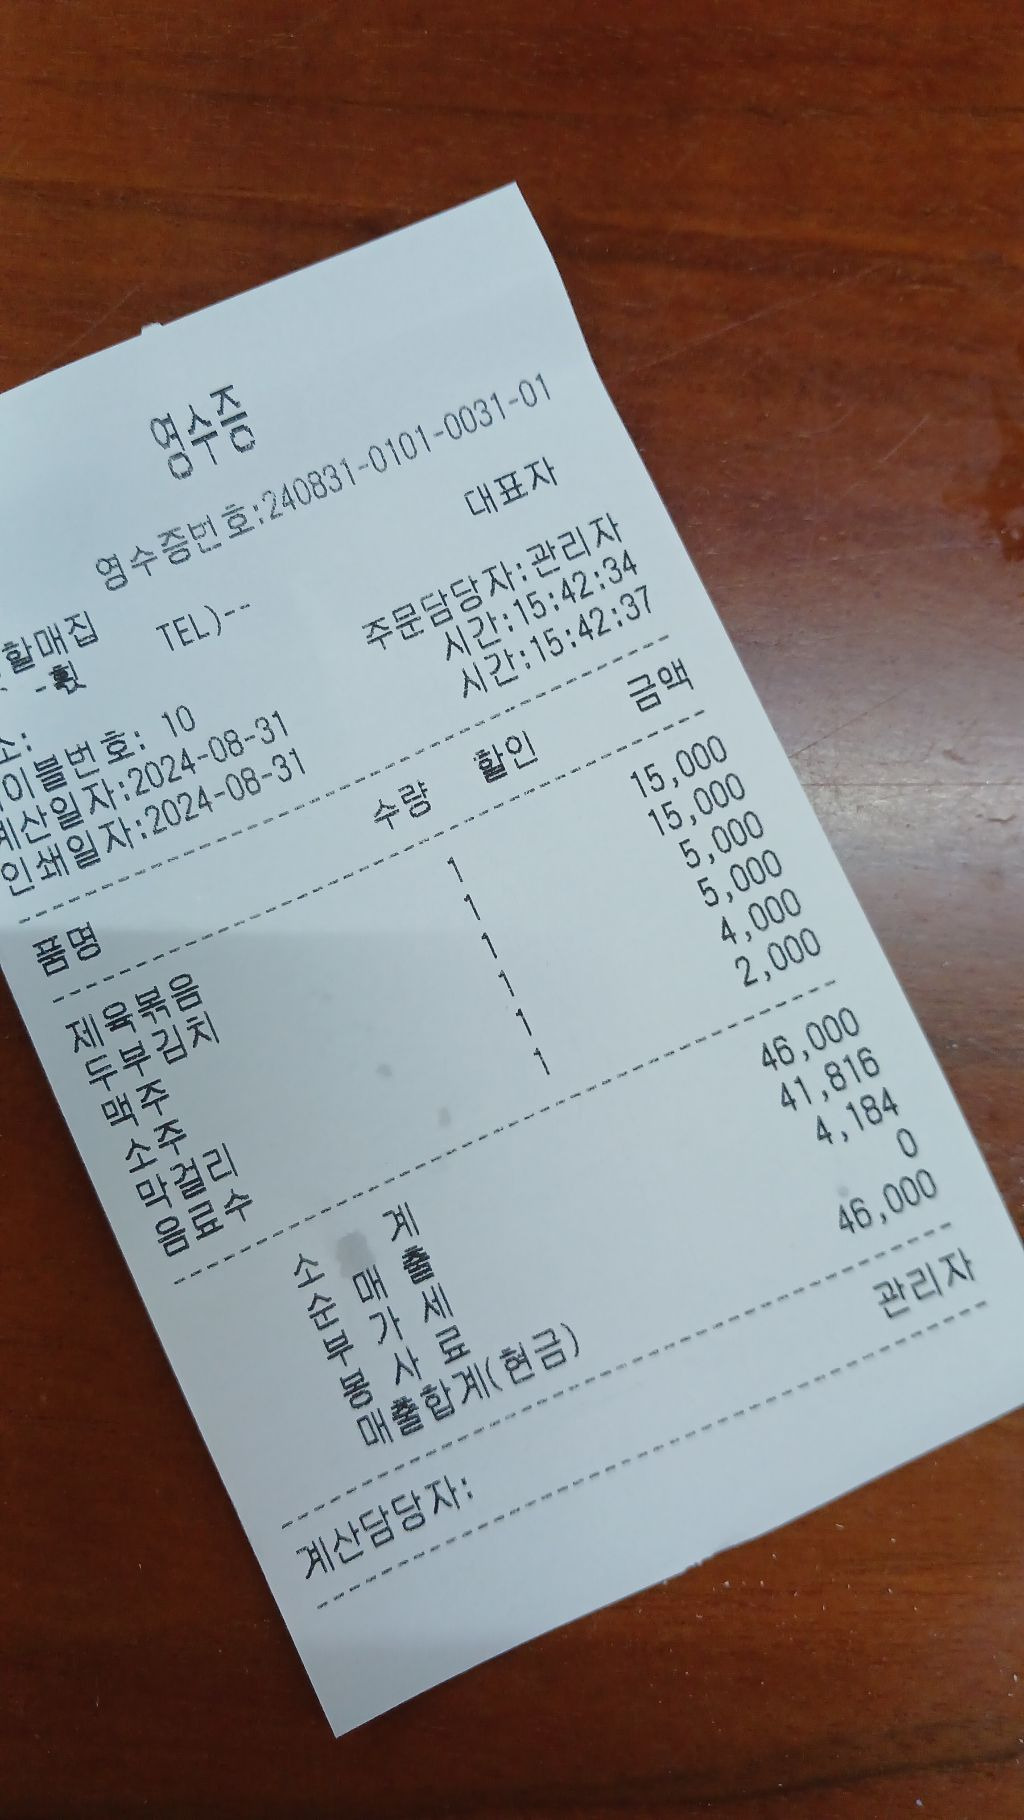 영수증
영수증번호:240831-0101-0031-01
할매집 TEL)-- 대표자
주문담당자:관리자
이블번호: 10 시간:15:42:34
계산일자:2024-08-31 시간:15:42:37
인쇄일자:2024-08-31
품명 수량 할인 금액
제육볶음 1 15,000
두부김치 1 15,000
맥주 1 5,000
소주 1 5,000
막걸리 1 4,000
음료수 1 2,000
소 계 46,000
순 매 출 41,816
부 가 세 4,184
봉 사 료 0
매출합계(현금) 46,000
계산담당자: 관리자